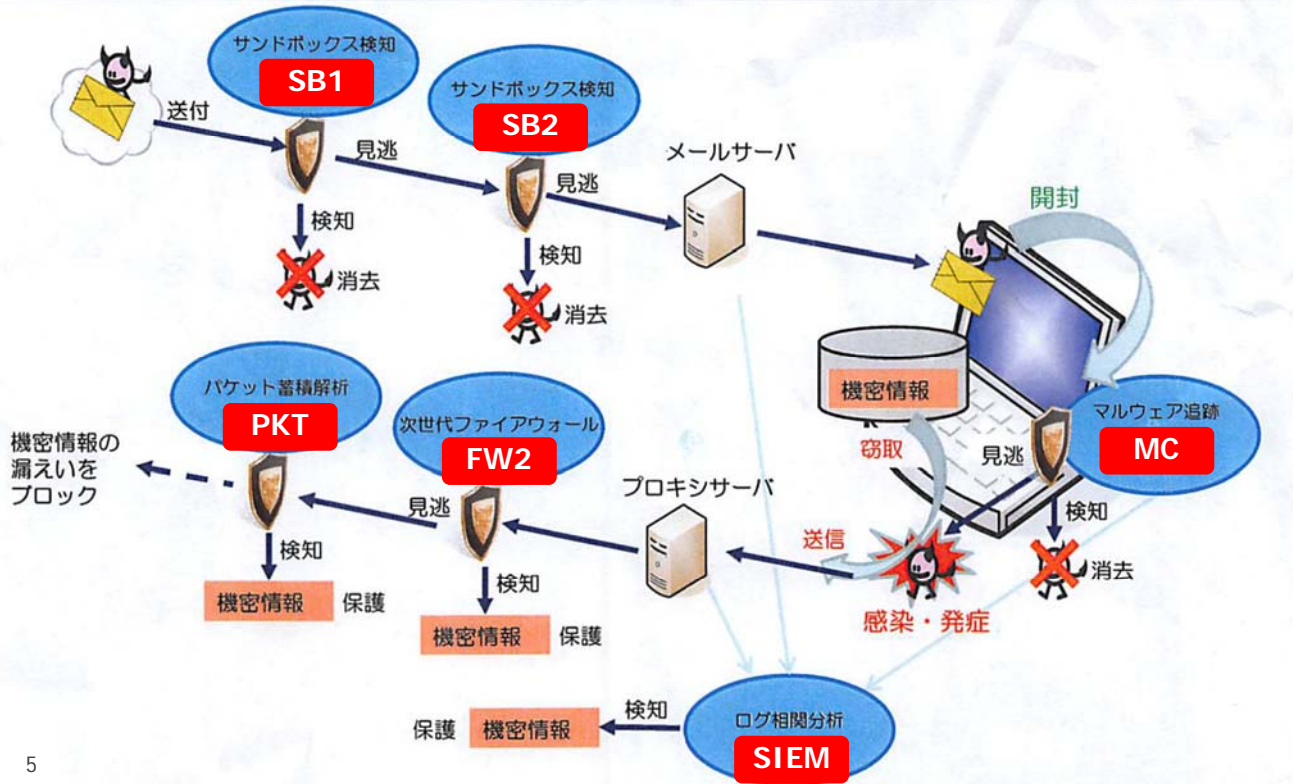 サンドボックス検知
SB1
サンドボックス検知
SB2
送付
見逃
検知
消去
見逃
検知
消去
メールサーバ
開封
機密情報
窃取
マルウェア追跡
MC
見逃
検知
消去
感染・発症
送信
プロキシサーバ
次世代ファイアウォール
FW2
見逃
検知
機密情報 保護
パケット蓄積解析
PKT
検知
機密情報 保護
機密情報の
漏えいを
ブロック
ログ相関分析
SIEM
検知
保護 機密情報
5